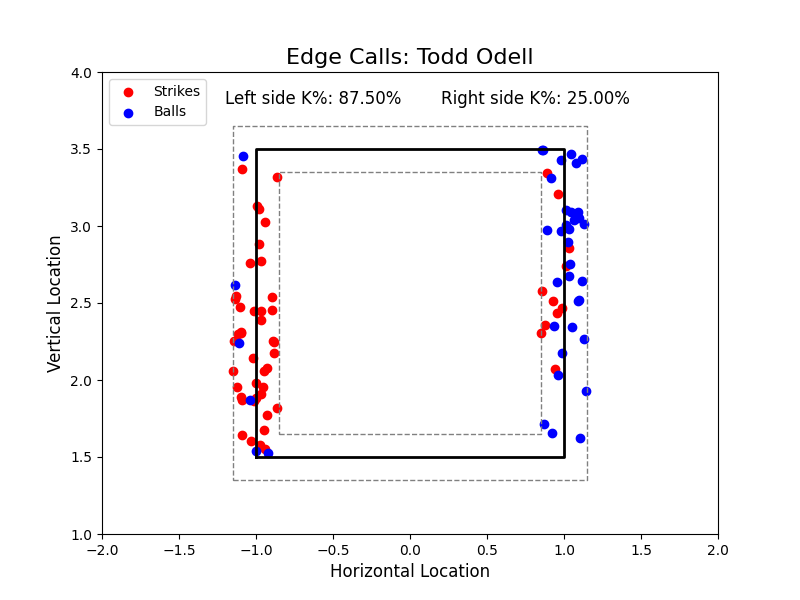 Edge Calls: Todd Odell
Strikes
Balls
Left side K%: 87.50%
Right side K%: 25.00%
Vertical Location
4.0
3.5
3.0
2.5
2.0
1.5
1.0
−2.0 −1.5 −1.0 −0.5 0.0 0.5 1.0 1.5 2.0
Horizontal Location